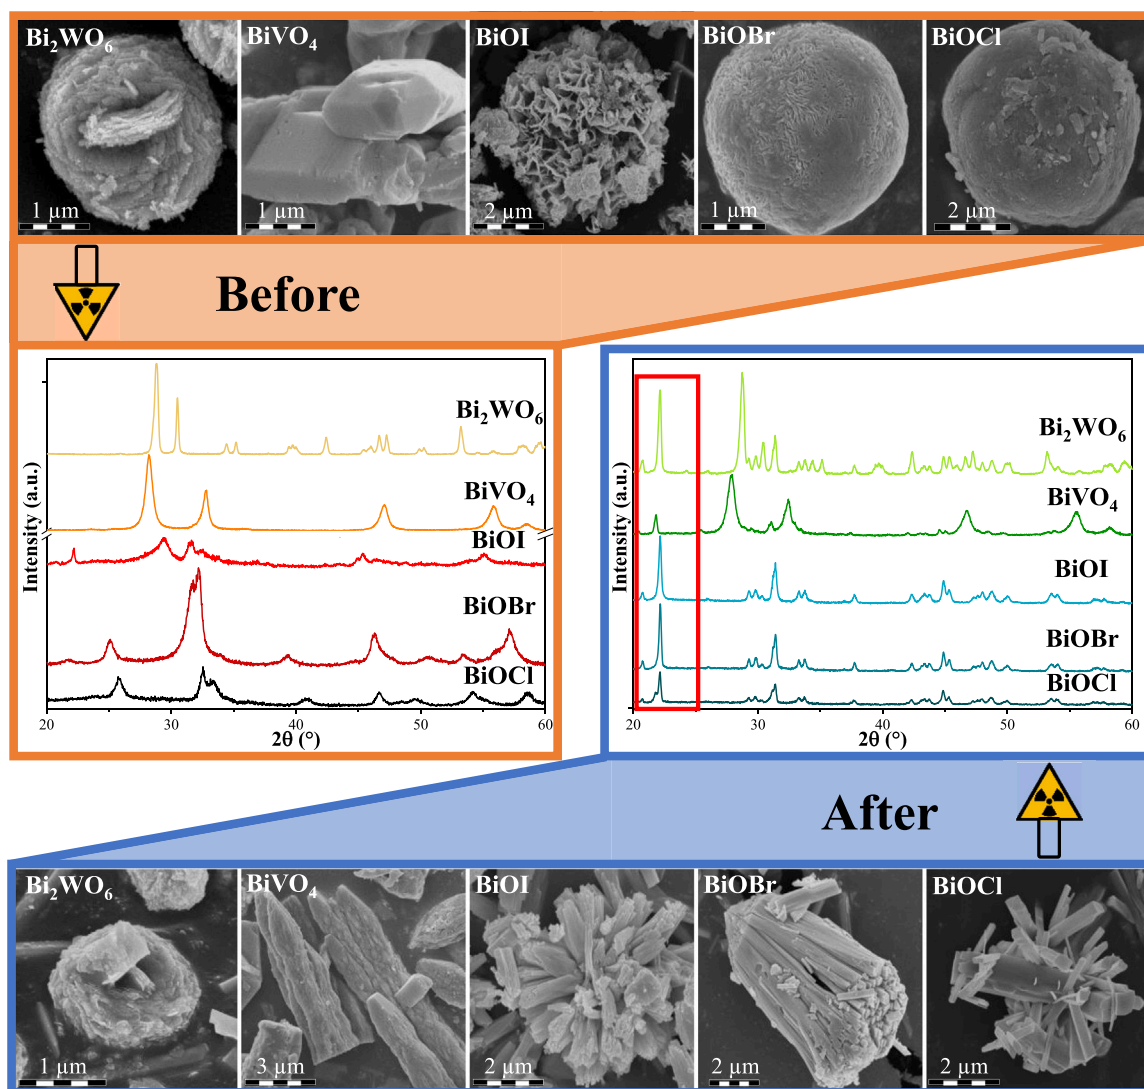 Bi₂WO₆ BiVO₄ BiOI BiOBr BiOCl
1 µm 1 µm 2 µm 1 µm 2 µm
Before
Intensity (a.u.)
Bi₂WO₆
BiVO₄
BiOI
BiOBr
BiOCl
20 30 40 50 60
2θ (°)
Intensity (a.u.)
Bi₂WO₆
BiVO₄
BiOI
BiOBr
BiOCl
20 30 40 50 60
2θ (°)
After
Bi₂WO₆ BiVO₄ BiOI BiOBr BiOCl
1 µm 3 µm 2 µm 2 µm 2 µm